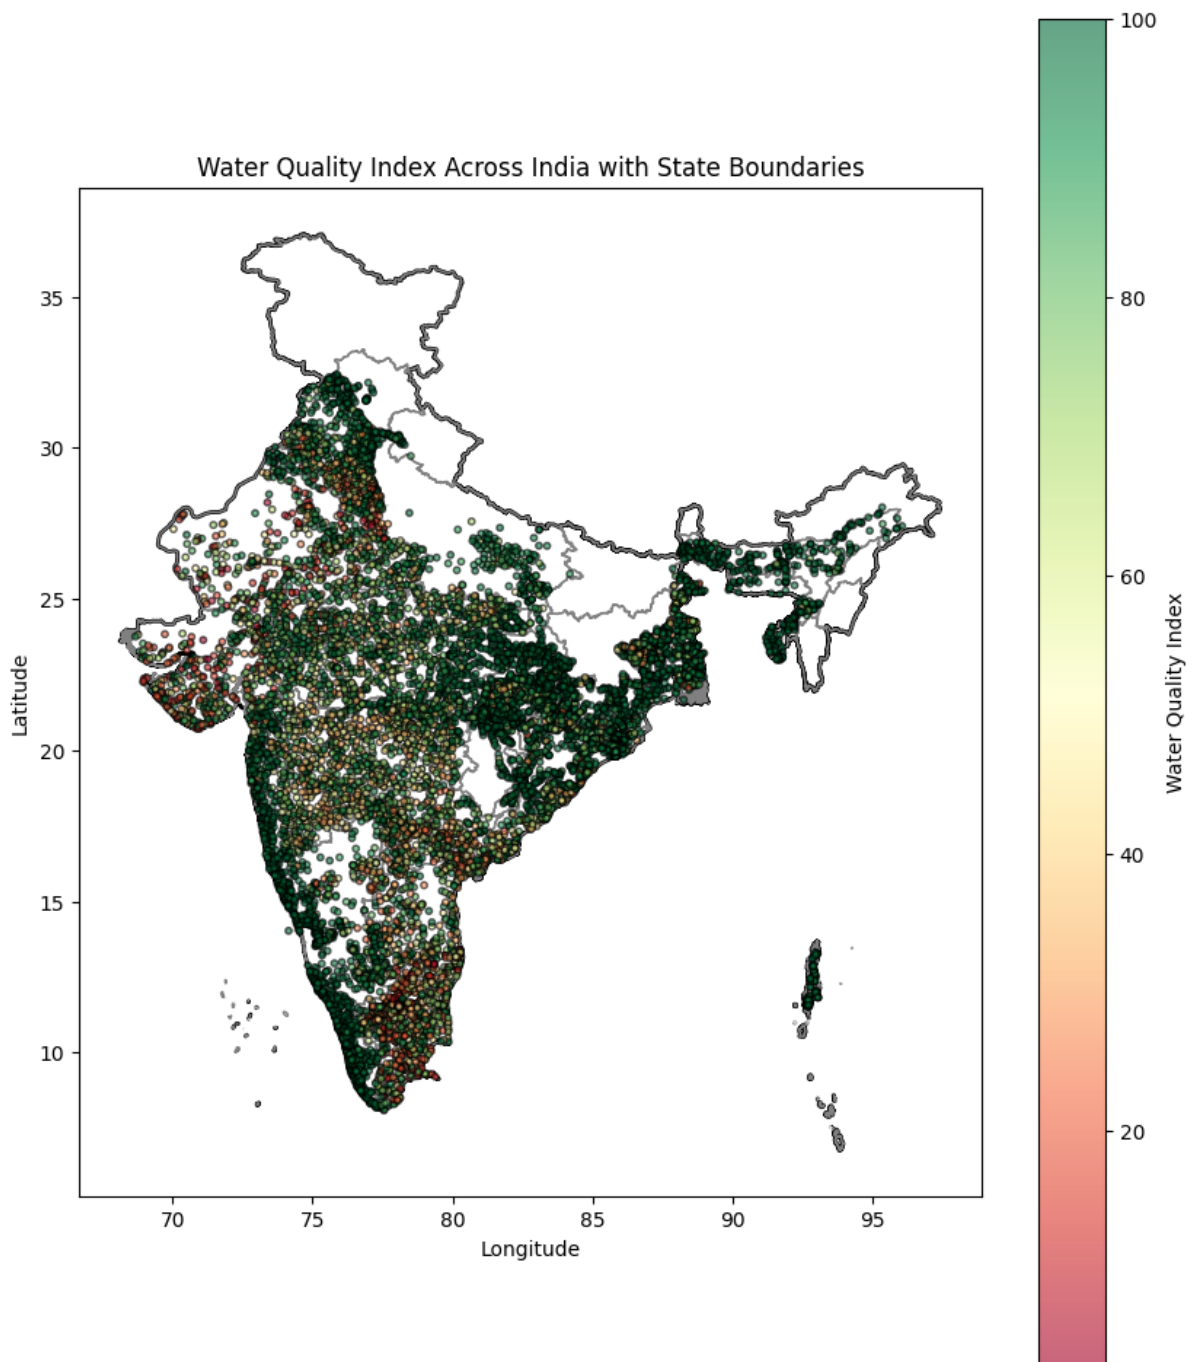 Water Quality Index Across India with State Boundaries
35
30
25
20
15
10
Latitude
70 75 80 85 90 95
Longitude
100
80
60
40
20
Water Quality Index